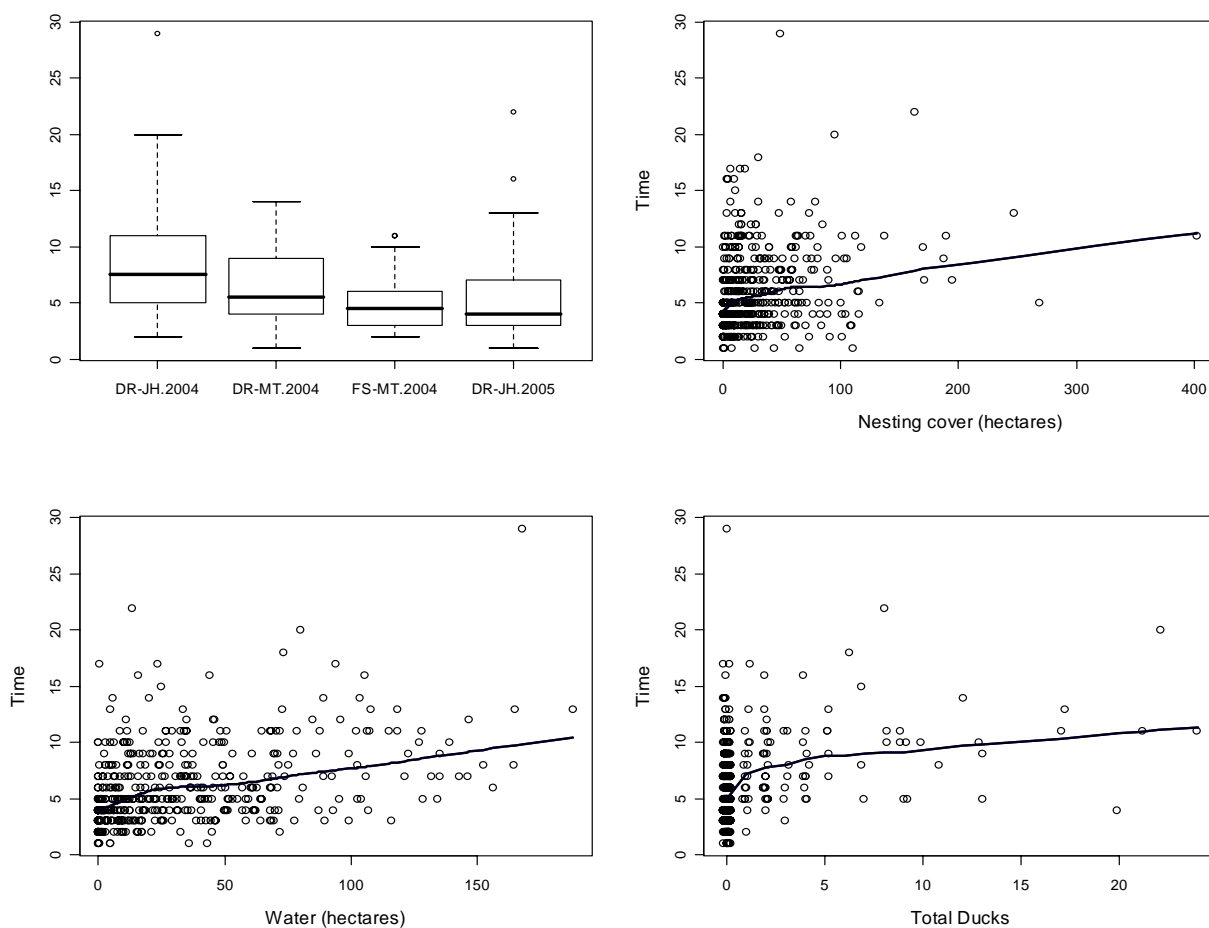 30
25
20
15
10
5
0
DR-JH.2004 DR-MT.2004 FS-MT.2004 DR-JH.2005
Time
30
25
20
15
10
5
0
0 100 200 300 400
Nesting cover (hectares)
Time
30
25
20
15
10
5
0
0 50 100 150
Water (hectares)
Time
30
25
20
15
10
5
0
0 5 10 15 20
Total Ducks